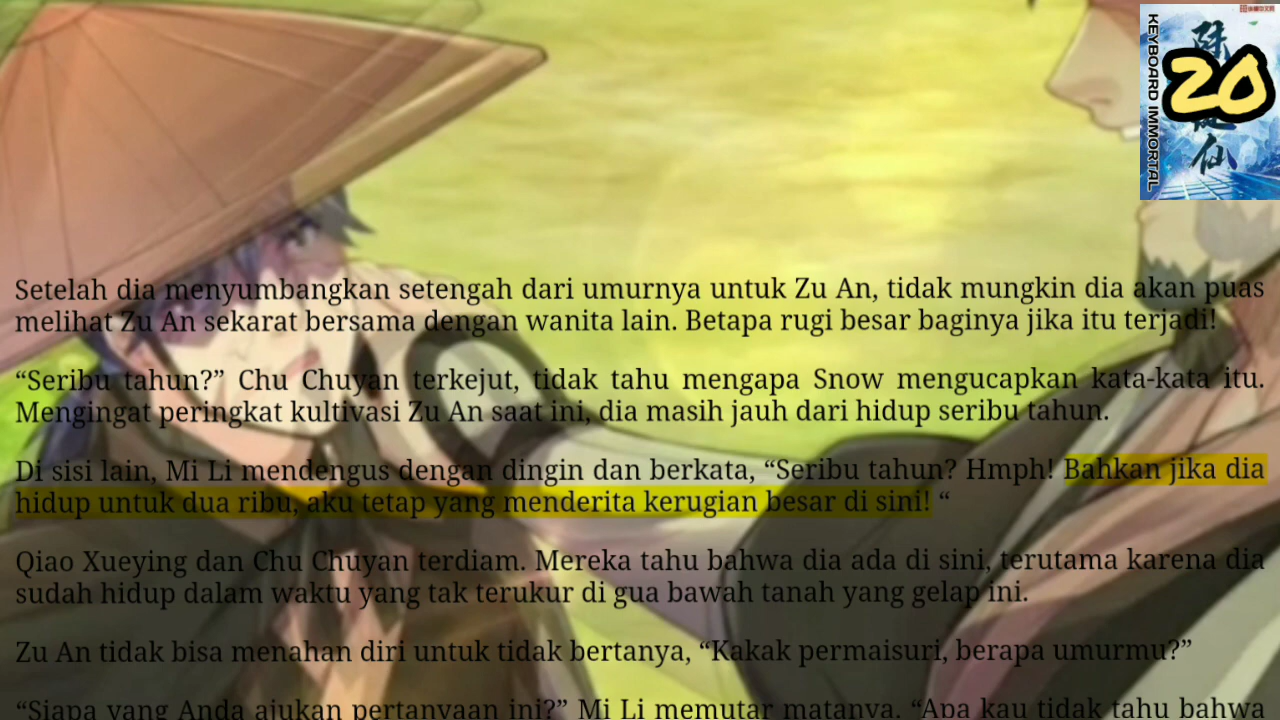 KEYBOARD IMMORTAL
20
仙
Setelah dia menyumbangkan setengah dari umurnya untuk Zu An, tidak mungkin dia akan puas
melihat Zu An sekarat bersama dengan wanita lain. Betapa rugi besar baginya jika itu terjadi!
“Seribu tahun?” Chu Chuyan terkejut, tidak tahu mengapa Snow mengucapkan kata-kata itu.
Mengingat peringkat kultivasi Zu An saat ini, dia masih jauh dari hidup seribu tahun.
Di sisi lain, Mi Li mendengus dengan dingin dan berkata, “Seribu tahun? Hmph! Bahkan jika dia
hidup untuk dua ribu, aku tetap yang menderita kerugian besar di sini! “
Qiao Xueying dan Chu Chuyan terdiam. Mereka tahu bahwa dia ada di sini, terutama karena dia
sudah hidup dalam waktu yang tak terukur di gua bawah tanah yang gelap ini.
Zu An tidak bisa menahan diri untuk tidak bertanya, “Kakak permaisuri, berapa umurmu?”
“Siapa yang Anda ajukan pertanyaan ini?” Mi Li memutar matanya. “Apa kau tidak tahu bahwa